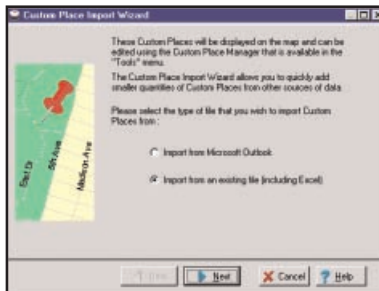 Custom Place Import Wizard
These Custom Places will be displayed on the map and can be
edited using the Custom Place Manager that is available in the
"Tools" menu.
The Custom Place Import Wizard allows you to quickly add
smaller quantities of Custom Places from other sources of data.
Please select the type of file that you wish to import Custom
Places from:
Import from Microsoft Outlook.
Import from an existing file (including Excel)
East Dr
5th Ave
Madison Ave
Next
Cancel
Help